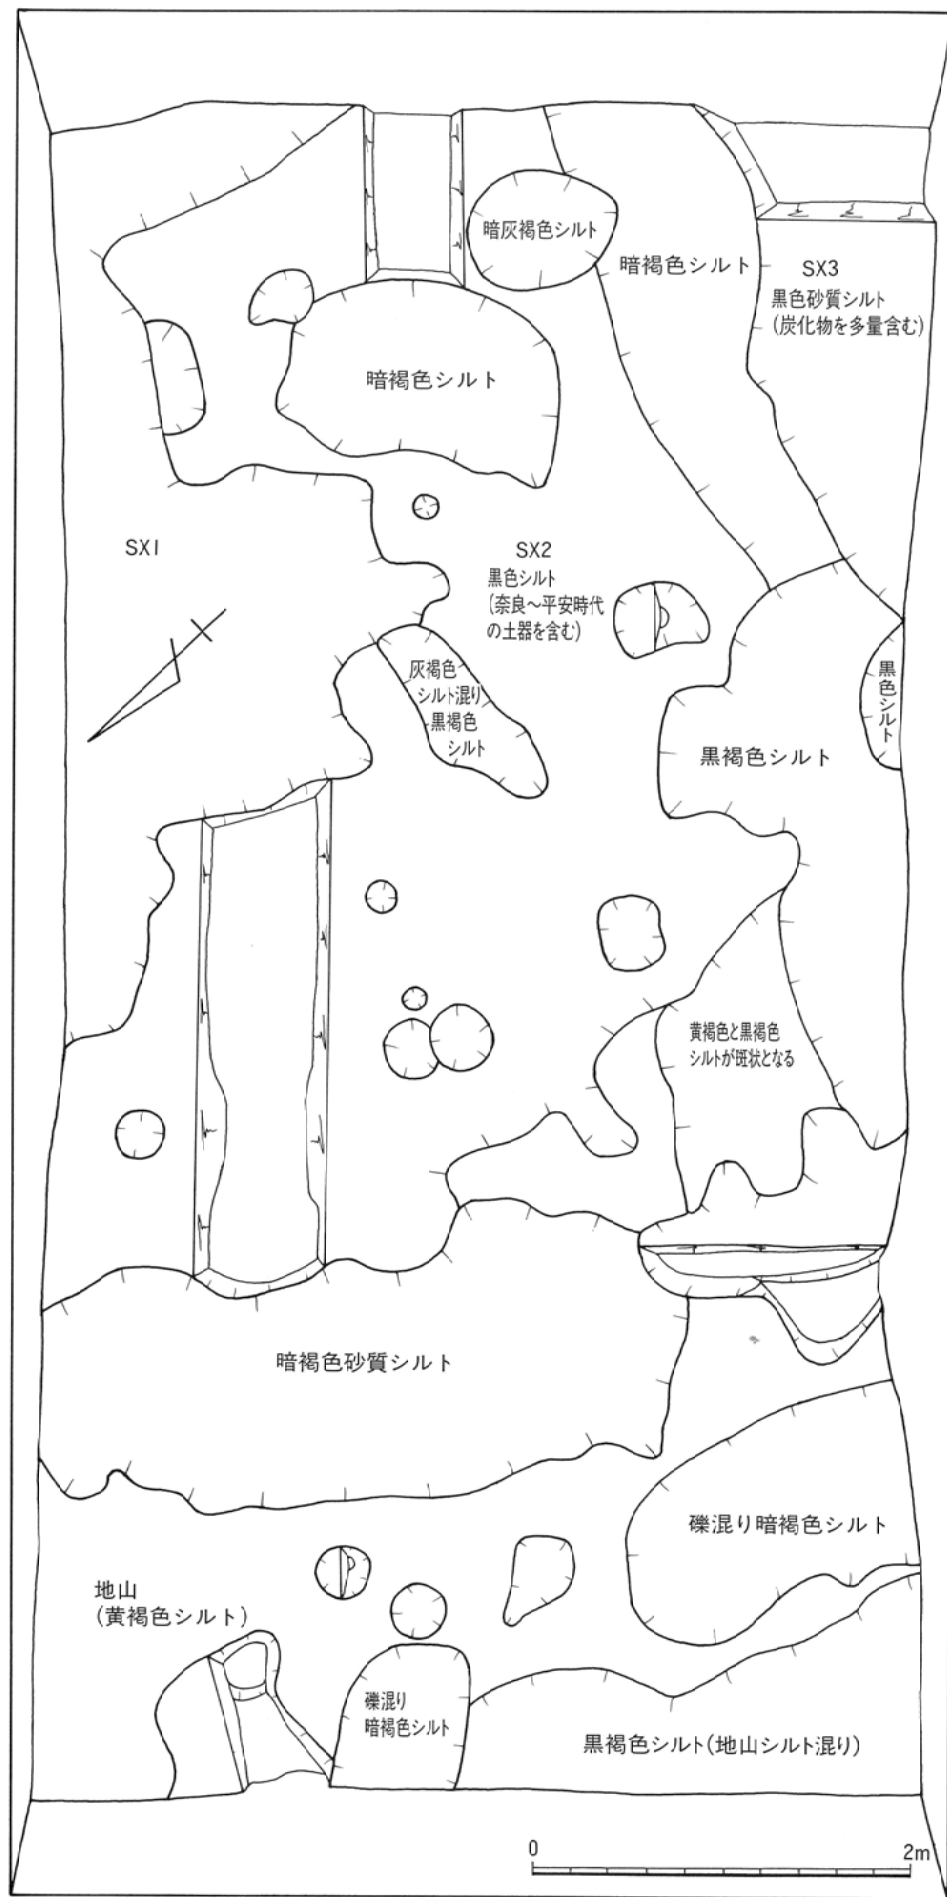 暗灰褐色シルト
暗褐色シルト
SX3
黒色砂質シルト
(炭化物を多量含む)
暗褐色シルト
SX1
SX2
黒色シルト
(奈良～平安時代
の土器を含む)
灰褐色
シルト混り
黒褐色
シルト
黒色シルト
黒褐色シルト
黄褐色と黒褐色
シルトが斑状となる
暗褐色砂質シルト
礫混り暗褐色シルト
地山
(黄褐色シルト)
礫混り
暗褐色シルト
黒褐色シルト(地山シルト混り)
0
2m